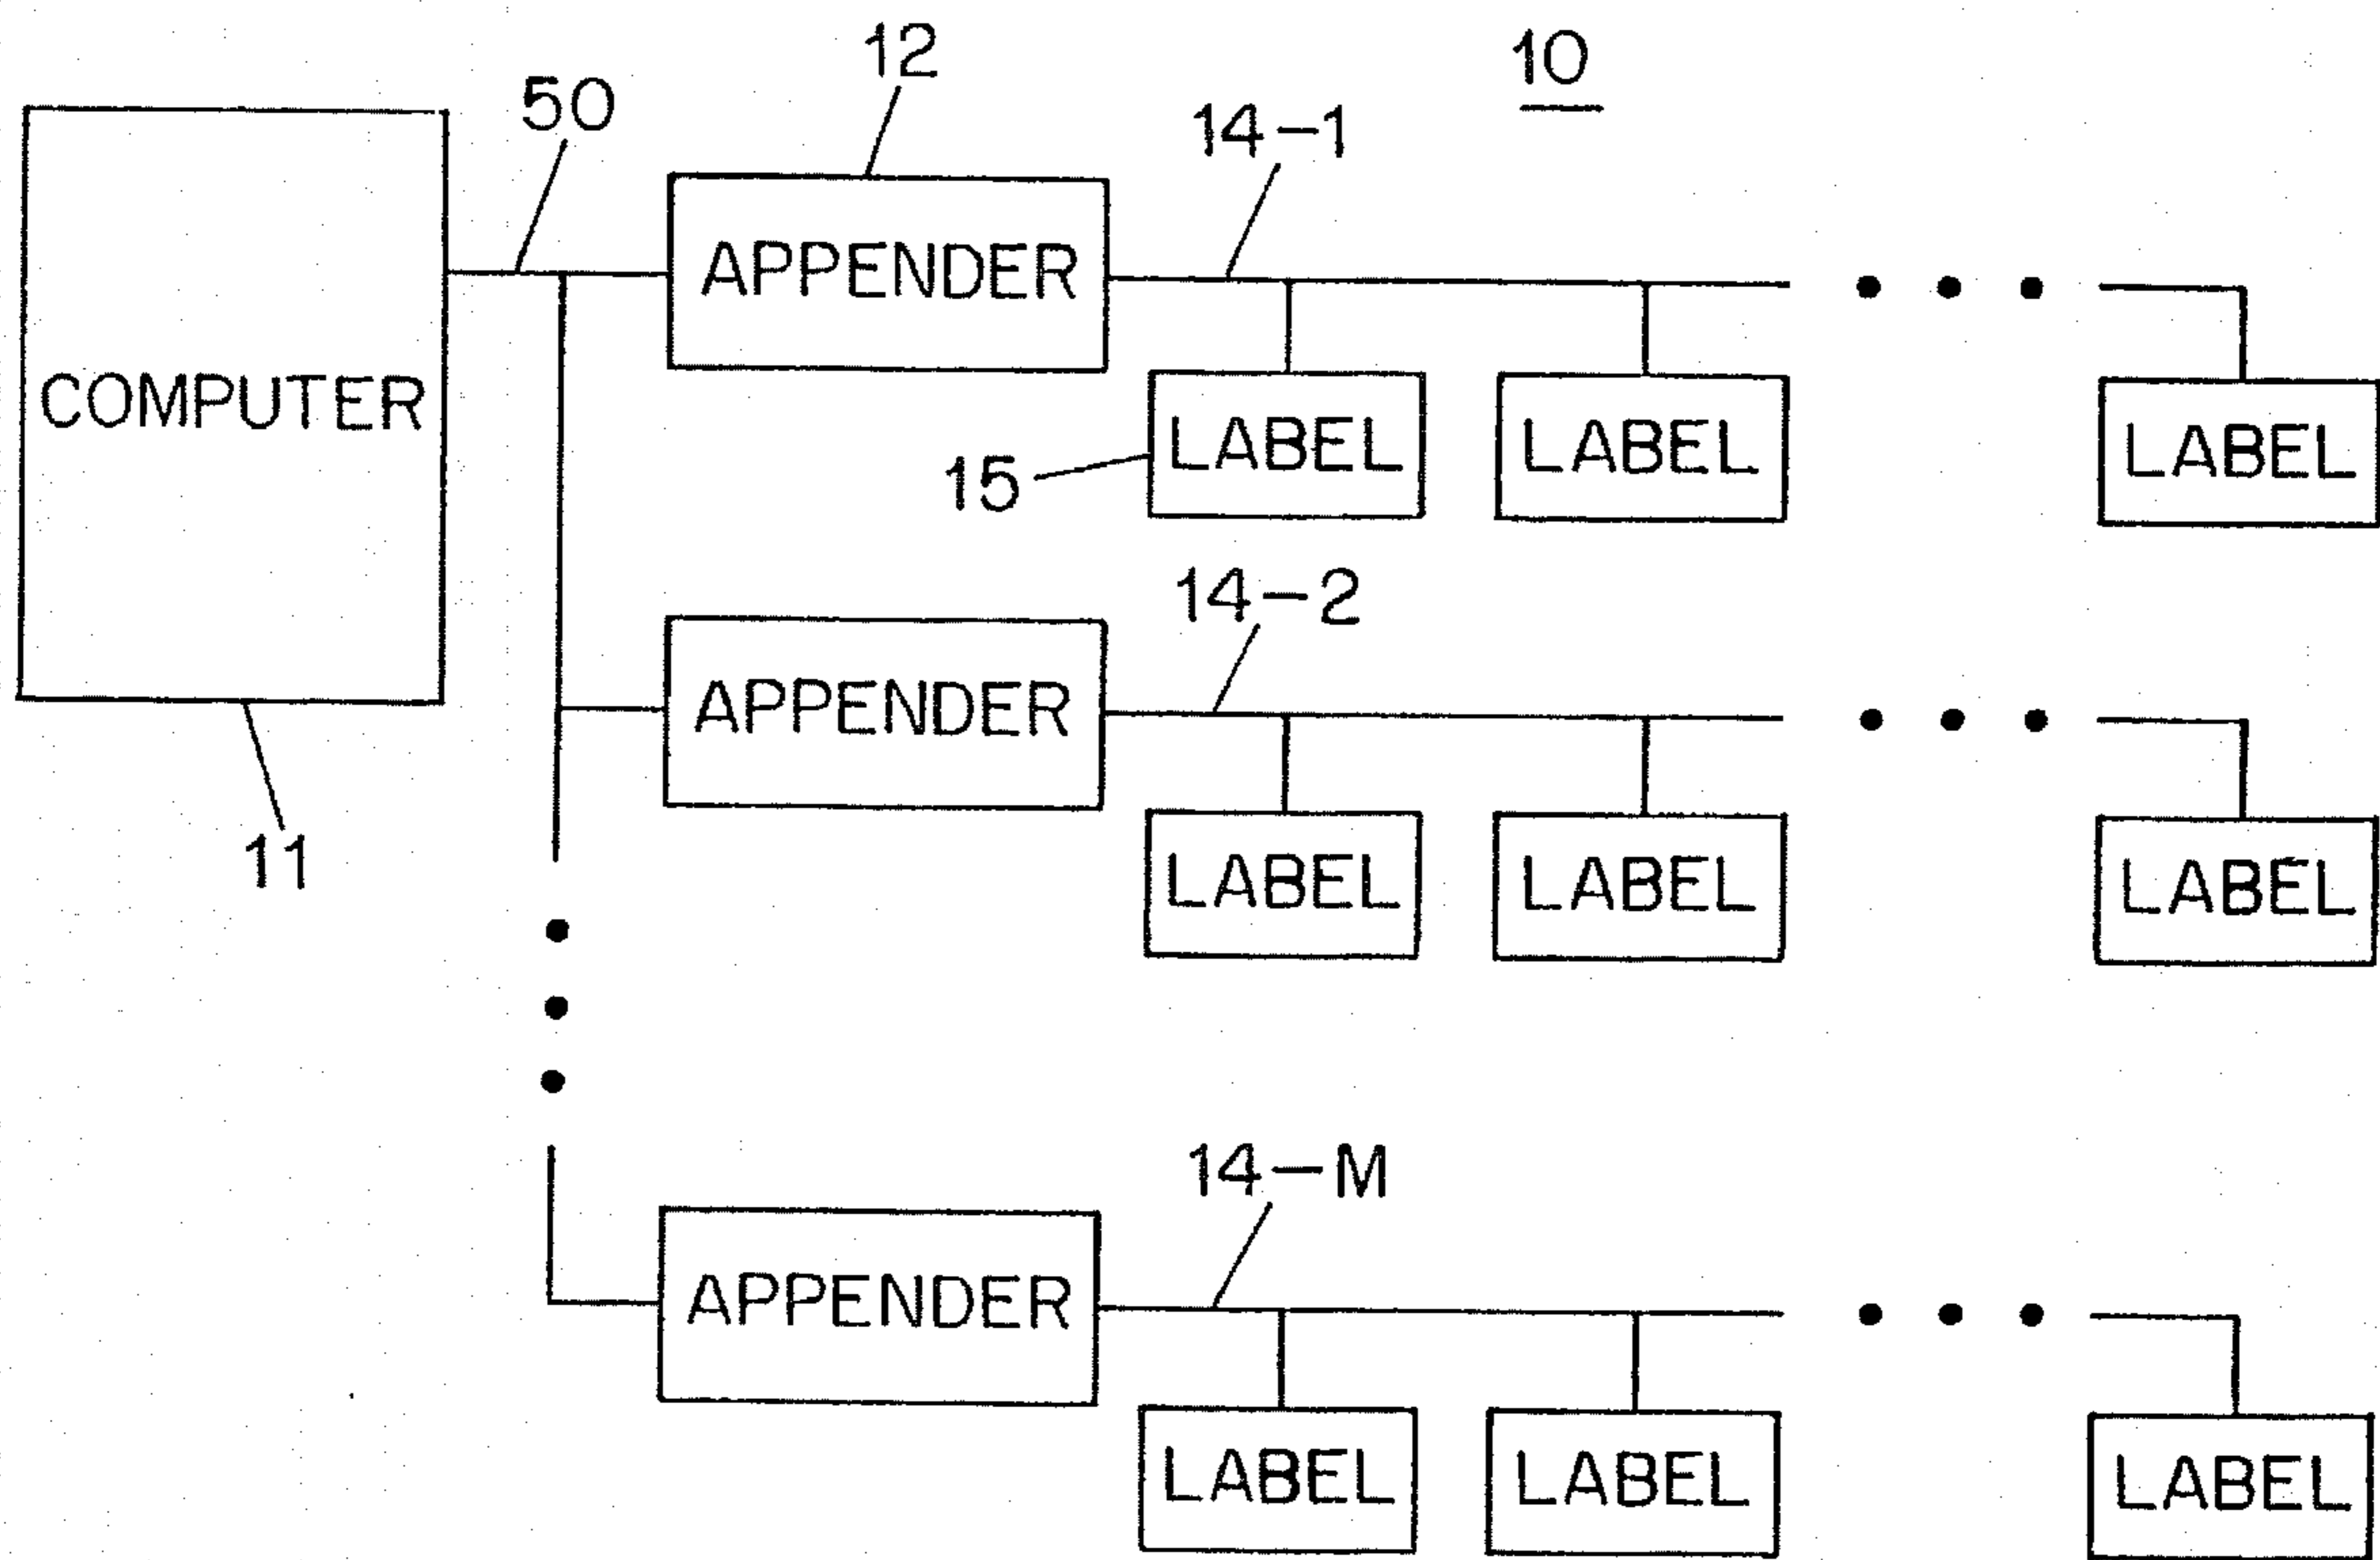 12
10
50
14-1
COMPUTER
APPENDER
LABEL LABEL LABEL
15
14-2
APPENDER
11
LABEL LABEL LABEL
14-M
APPENDER
LABEL LABEL LABEL